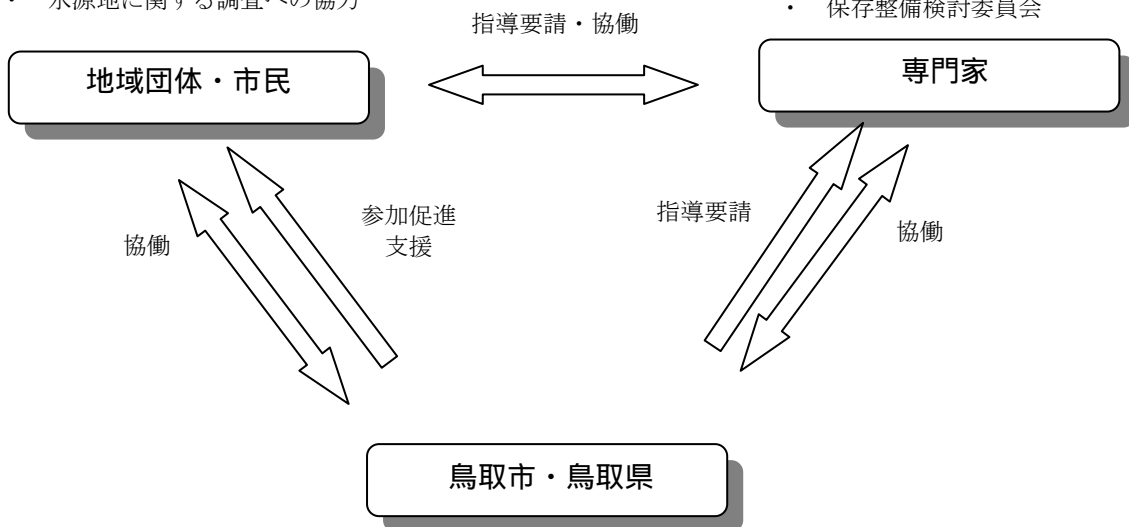 ・ 水源地に関する調査への協力
・ 保存整備検討委員会
指導要請・協働
地域団体・市民
専門家
協働
参加促進
支援
指導要請
協働
鳥取市・鳥取県